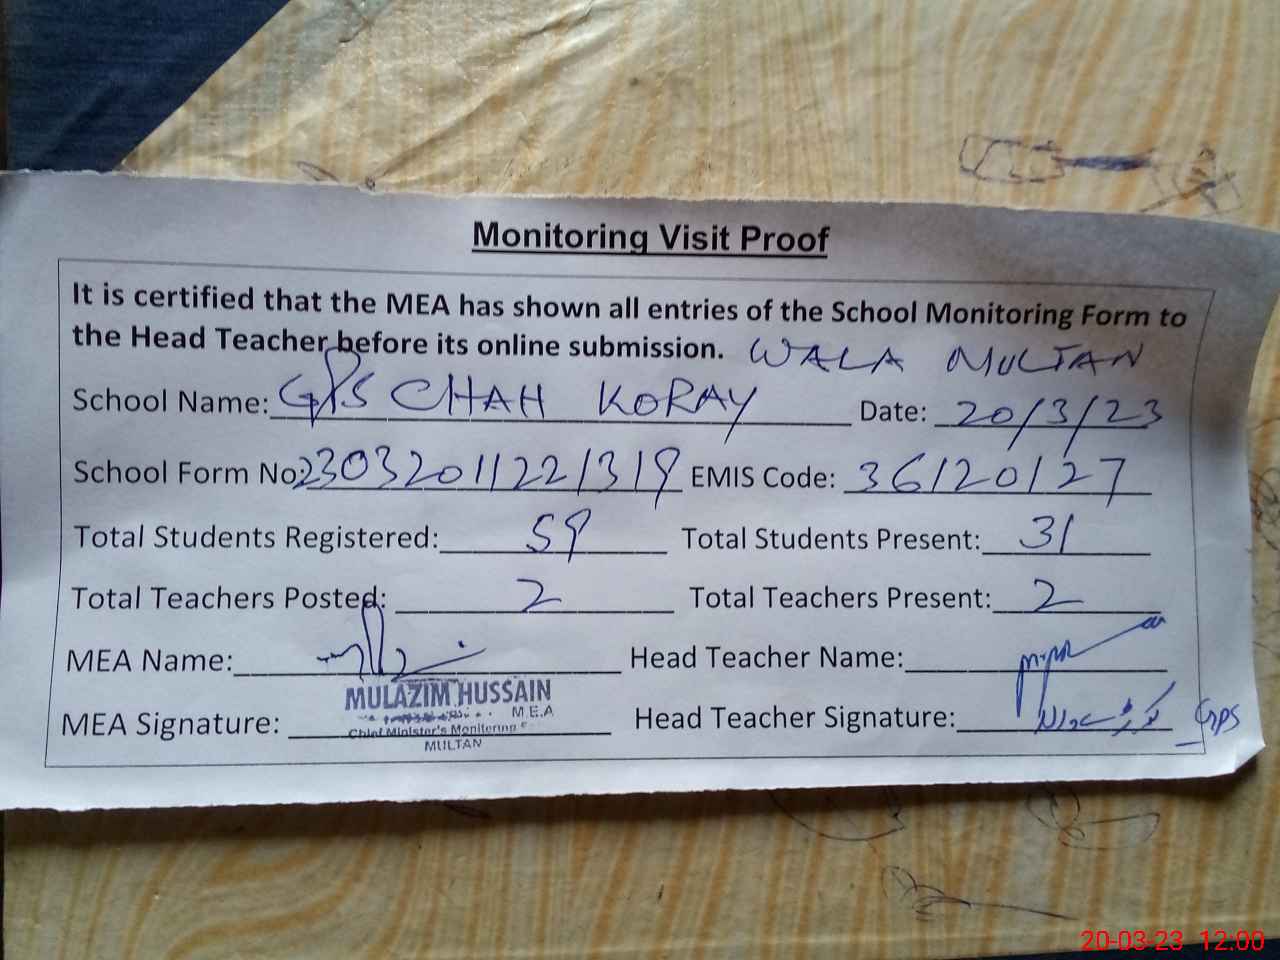 Monitoring Visit Proof
It is certified that the MEA has shown all entries of the School Monitoring Form to
the Head Teacher before its online submission. WALA MULTAN
School Name: GPS CHAH KORAY Date: 20/3/23
School Form No: 23032011221319 EMIS Code: 36120127
Total Students Registered: 59 Total Students Present: 31
Total Teachers Posted: 2 Total Teachers Present: 2
MEA Name: Head Teacher Name:
MULAZIM HUSSAIN
M.E.A
MEA Signature: Head Teacher Signature: GPS
Chief Minister's Monitoring
MULTAN
20-03-23 12:00